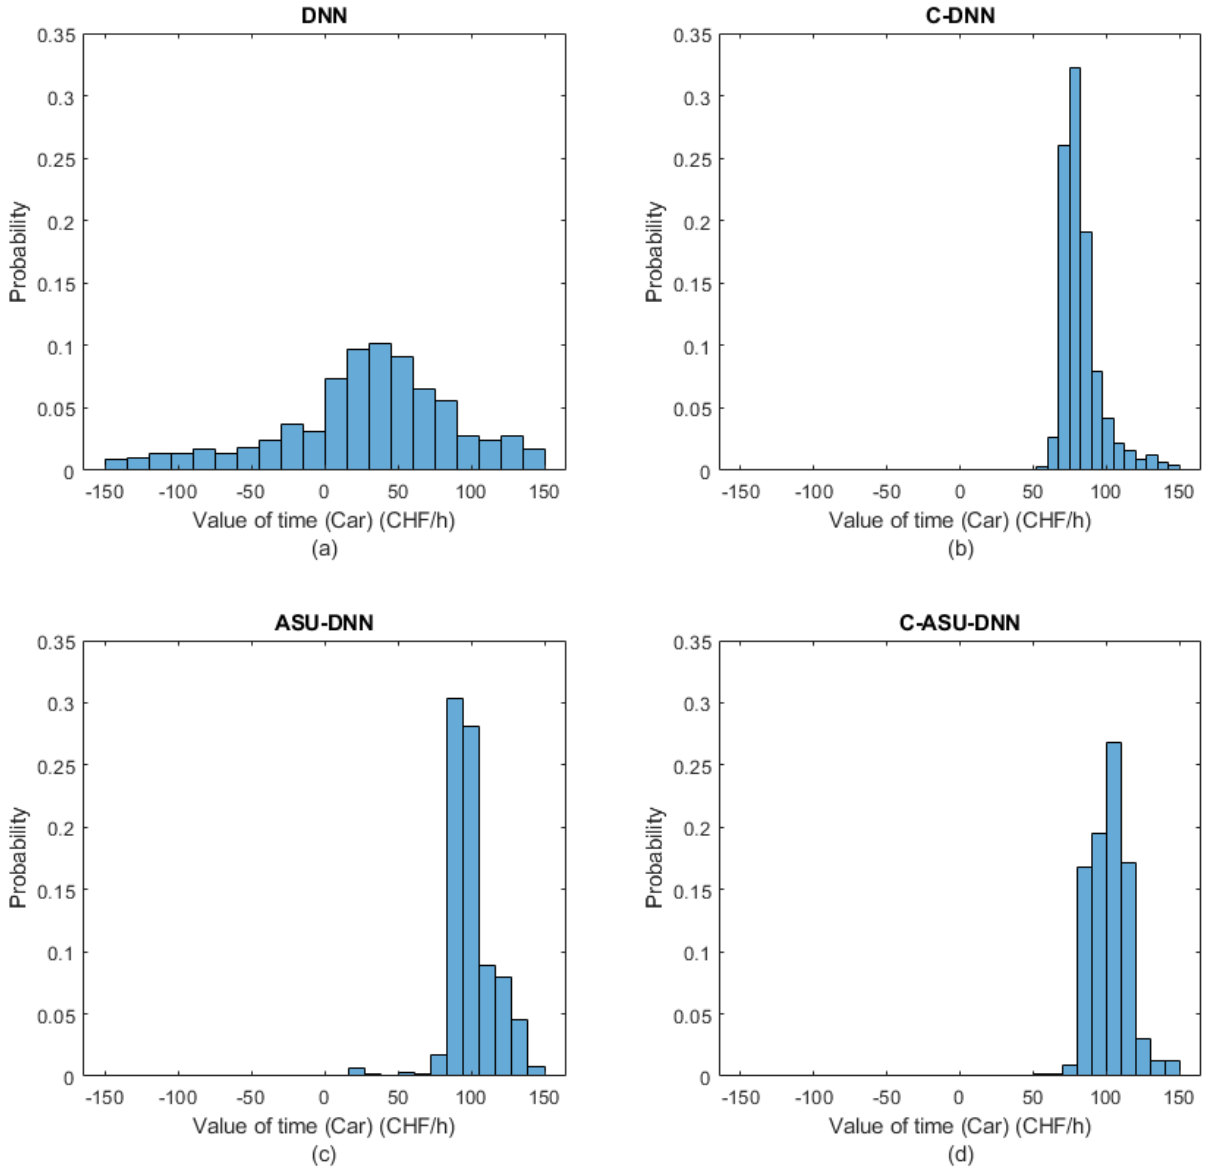 DNN
0.35
0.3
0.25
0.2
0.15
0.1
0.05
0
Probability
-150 -100 -50 0 50 100 150
Value of time (Car) (CHF/h)
(a)
C-DNN
0.35
0.3
0.25
0.2
0.15
0.1
0.05
0
Probability
-150 -100 -50 0 50 100 150
Value of time (Car) (CHF/h)
(b)
ASU-DNN
0.35
0.3
0.25
0.2
0.15
0.1
0.05
0
Probability
-150 -100 -50 0 50 100 150
Value of time (Car) (CHF/h)
(c)
C-ASU-DNN
0.35
0.3
0.25
0.2
0.15
0.1
0.05
0
Probability
-150 -100 -50 0 50 100 150
Value of time (Car) (CHF/h)
(d)